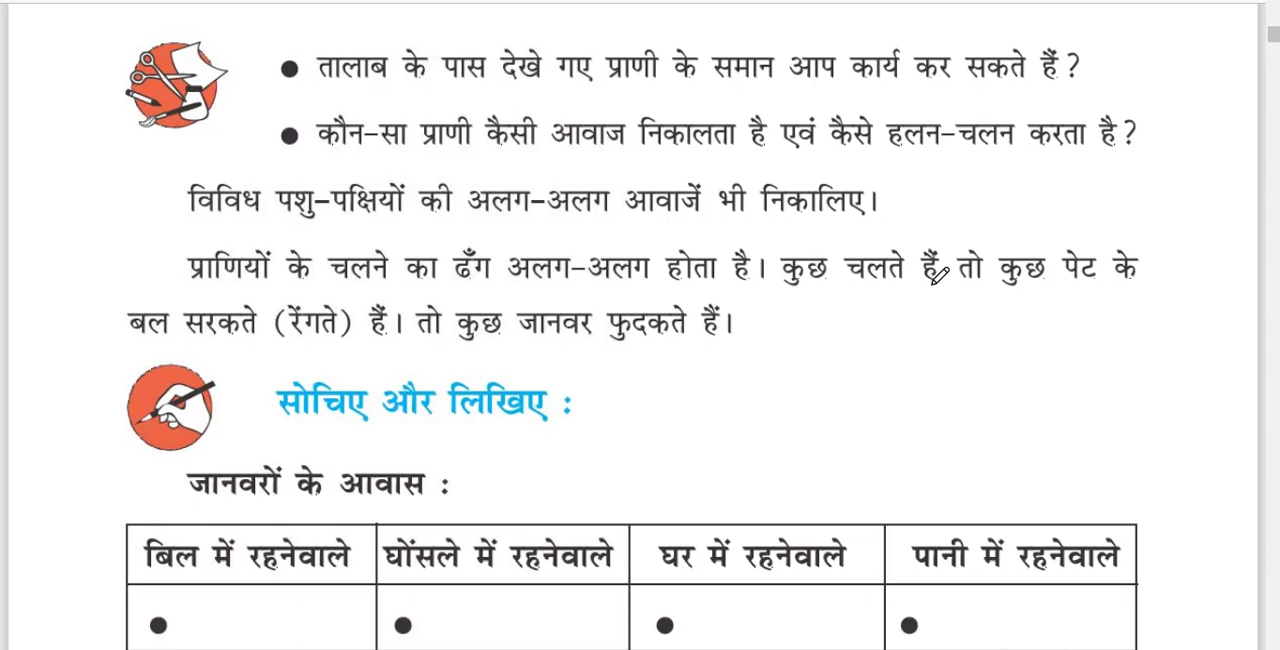 ● तालाब के पास देखे गए प्राणी के समान आप कार्य कर सकते हैं ?
● कौन-सा प्राणी कैसी आवाज निकालता है एवं कैसे हलन-चलन करता है ?
विविध पशु-पक्षियों की अलग-अलग आवाजें भी निकालिए।
प्राणियों के चलने का ढँग अलग-अलग होता है। कुछ चलते हैं, तो कुछ पेट के
बल सरकते (रेंगते) हैं। तो कुछ जानवर फुदकते हैं।
सोचिए और लिखिए :
जानवरों के आवास :
बिल में रहनेवाले घोंसले में रहनेवाले घर में रहनेवाले पानी में रहनेवाले
● ● ● ●